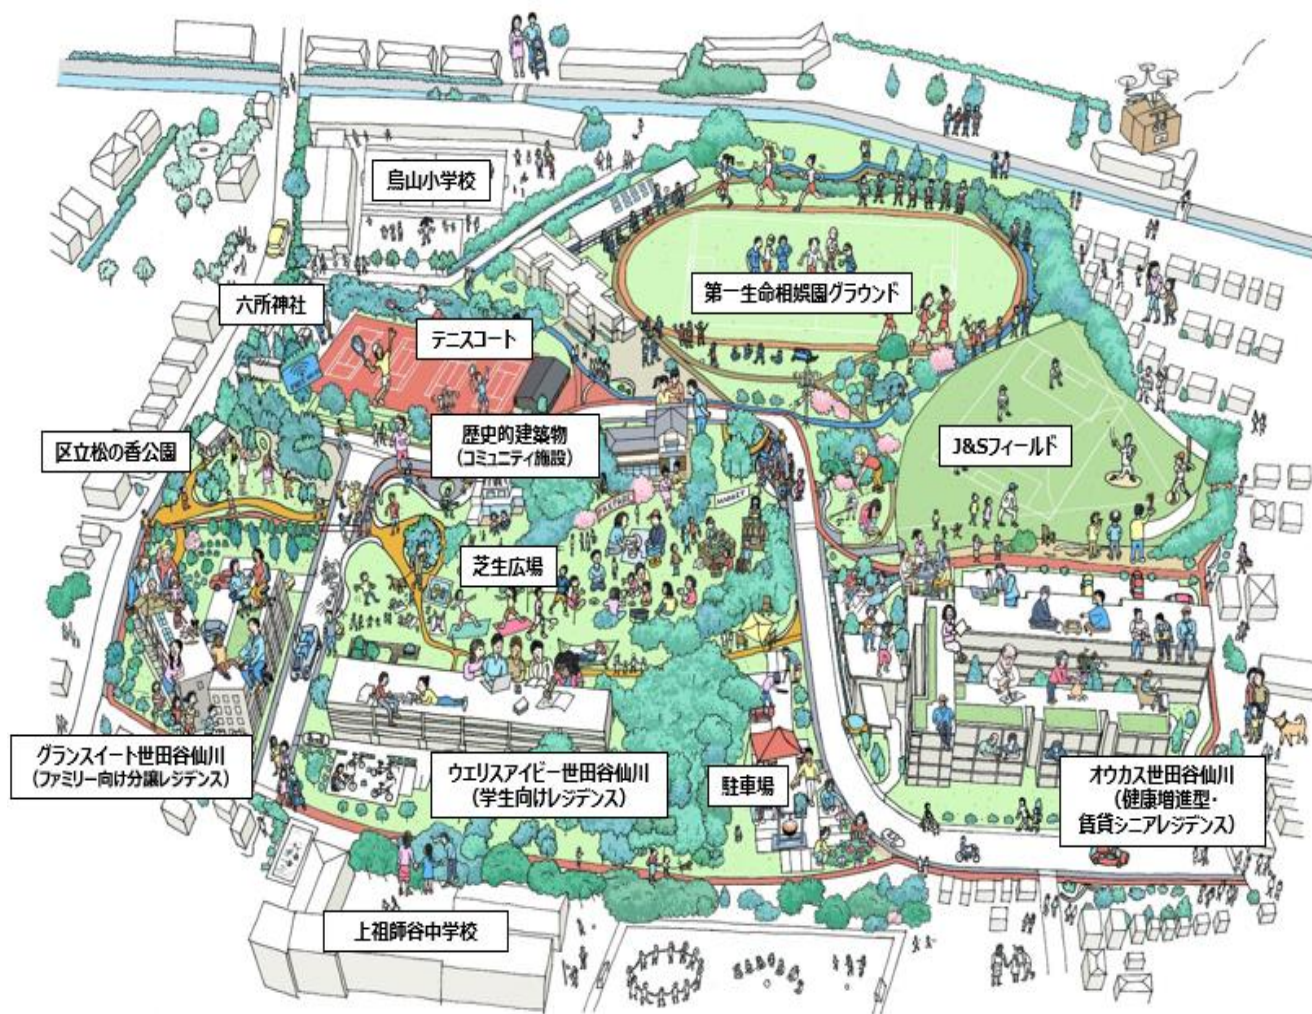 烏山小学校
六所神社
テニスコート
第一生命相娯園グラウンド
区立松の香公園
歴史的建築物
(コミュニティ施設)
J&Sフィールド
MARKET
芝生広場
グランスイート世田谷仙川
(ファミリー向け分譲レジデンス)
ウエリスアイビー世田谷仙川
(学生向けレジデンス)
駐車場
オウカス世田谷仙川
(健康増進型・
賃貸シニアレジデンス)
上祖師谷中学校